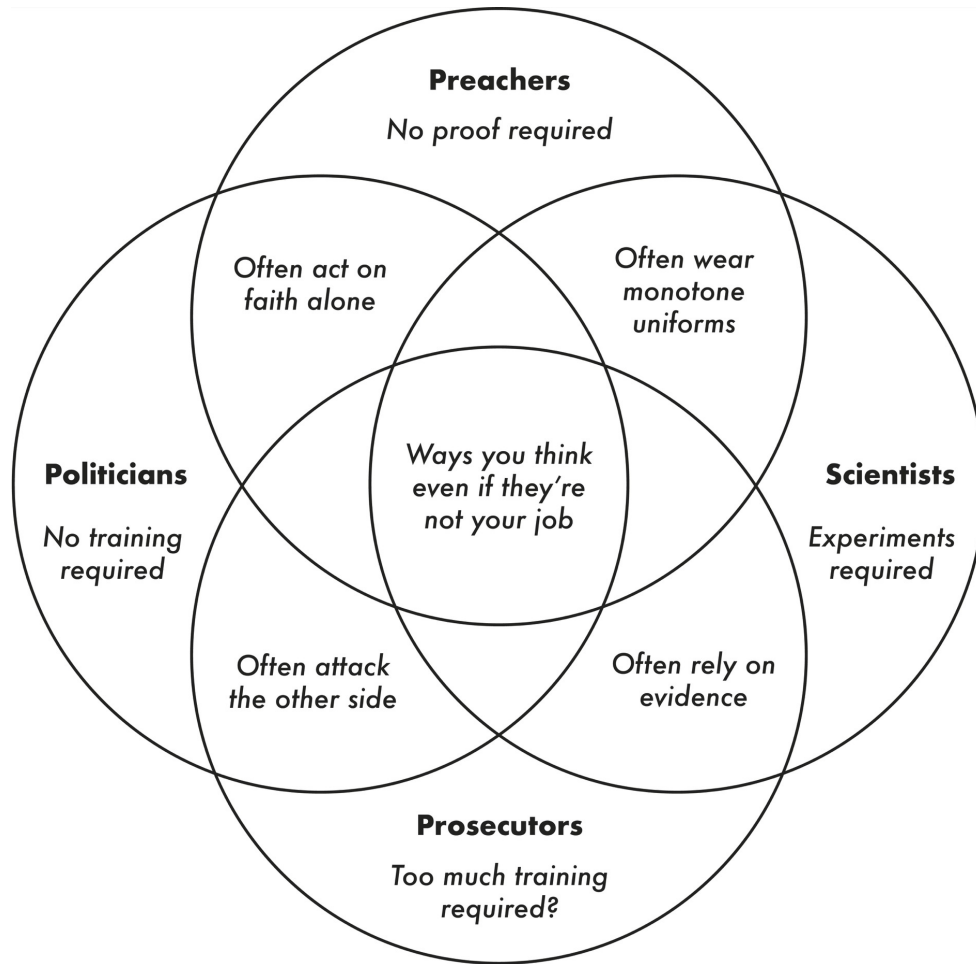 Preachers
No proof required
Often act on
faith alone
Often wear
monotone
uniforms
Politicians
No training
required
Ways you think
even if they're
not your job
Scientists
Experiments
required
Often attack
the other side
Often rely on
evidence
Prosecutors
Too much training
required?